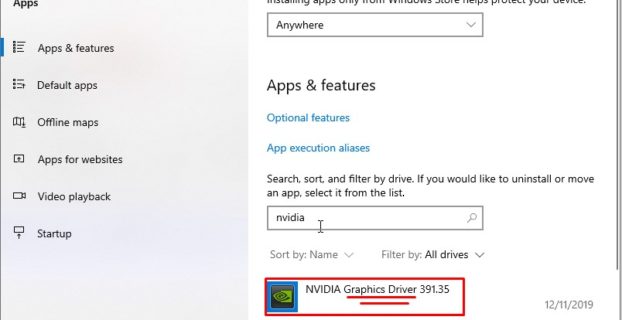 Apps
Installing apps only from Windows Store helps protect your device.
Anywhere
Apps & features
Default apps
Offline maps
Apps for websites
Video playback
Startup
Apps & features
Optional features
App execution aliases
Search, sort, and filter by drive. If you would like to uninstall or move
an app, select it from the list.
nvidia
Sort by: Name
Filter by: All drives
NVIDIA Graphics Driver 391.35
12/11/2019